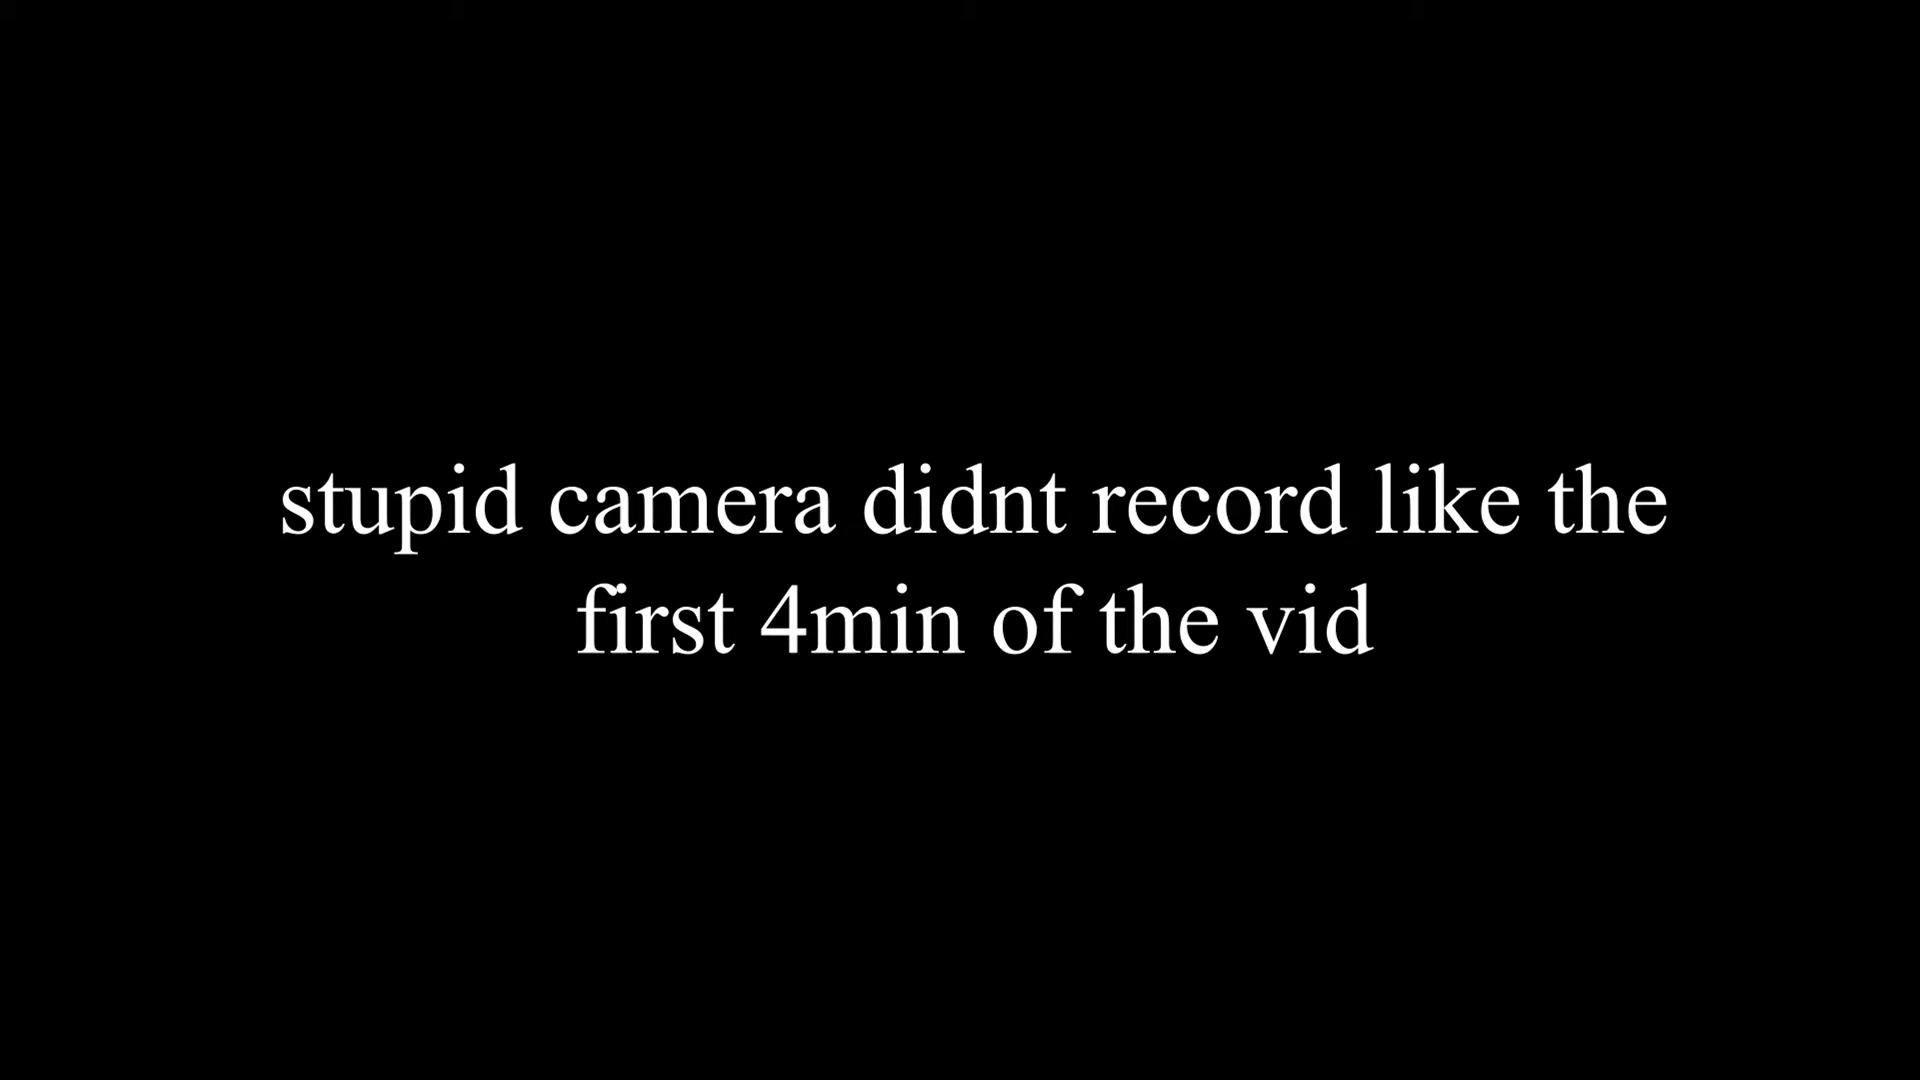 stupid camera didnt record like the
first 4min of the vid